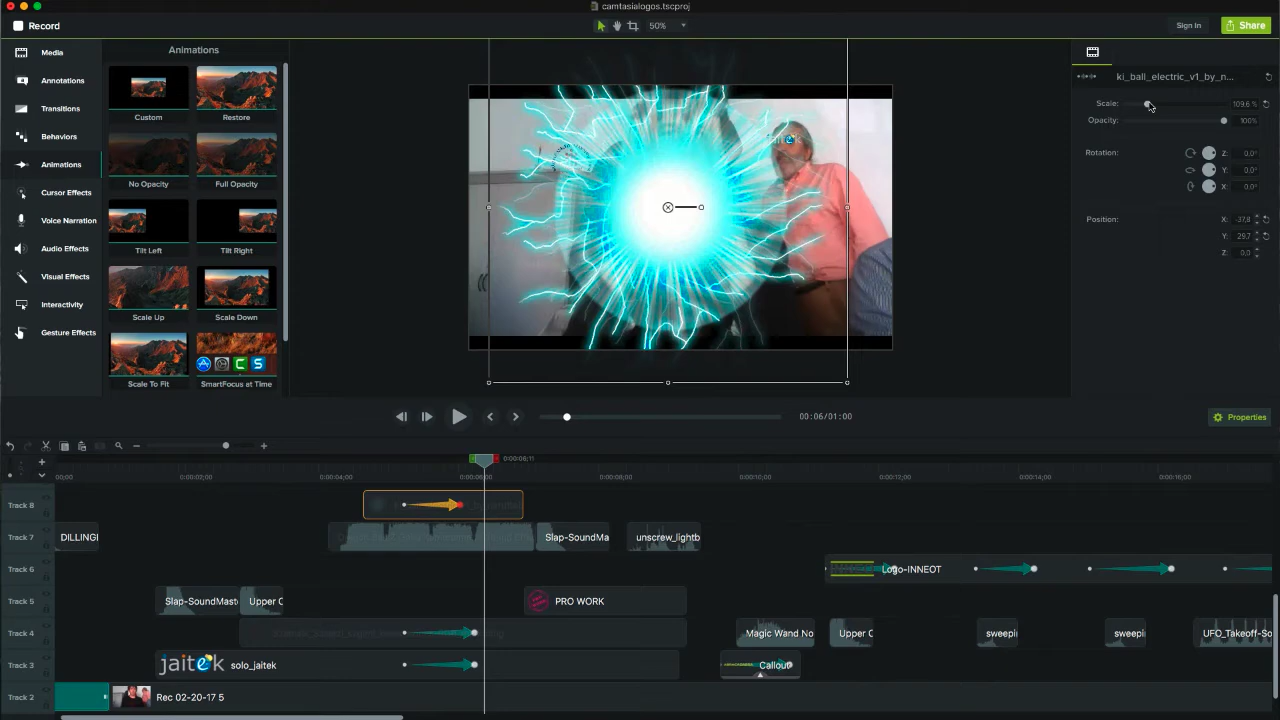 camtasialogos.tscproj
Record
50%
Sign In
Share
Media
Annotations
Transitions
Behaviors
Animations
Cursor Effects
Voice Narration
Audio Effects
Visual Effects
Interactivity
Gesture Effects
Animations
Custom
Restore
No Opacity
Full Opacity
Tilt Left
Tilt Right
Scale Up
Scale Down
Scale To Fit
SmartFocus at Time
ki_ball_electric_v1_by_n...
Scale: 109,6 %
Opacity: 100%
Rotation: Z: 0,0°
Y: 0,0°
X: 0,0°
Position: X: -37,8
Y: 29,7
Z: 0,0
00:06/01:00
Properties
0:00:06;11
00;00
0:00:02;00
0:00:04;00
0:00:06;00
0:00:08;00
0:00:10;00
0:00:12;00
0:00:14;00
0:00:16;00
Track 8
Track 7
DILLINGI
Slap-SoundMa
unscrew_lightb
Track 6
Logo-INNEOT
Track 5
Slap-SoundMast
Upper C
PRO WORK
Track 4
Magic Wand No
Upper C
sweepi
sweepi
UFO_Takeoff-So
Track 3
jaitek
solo_jaitek
Callout
Track 2
Rec 02-20-17 5